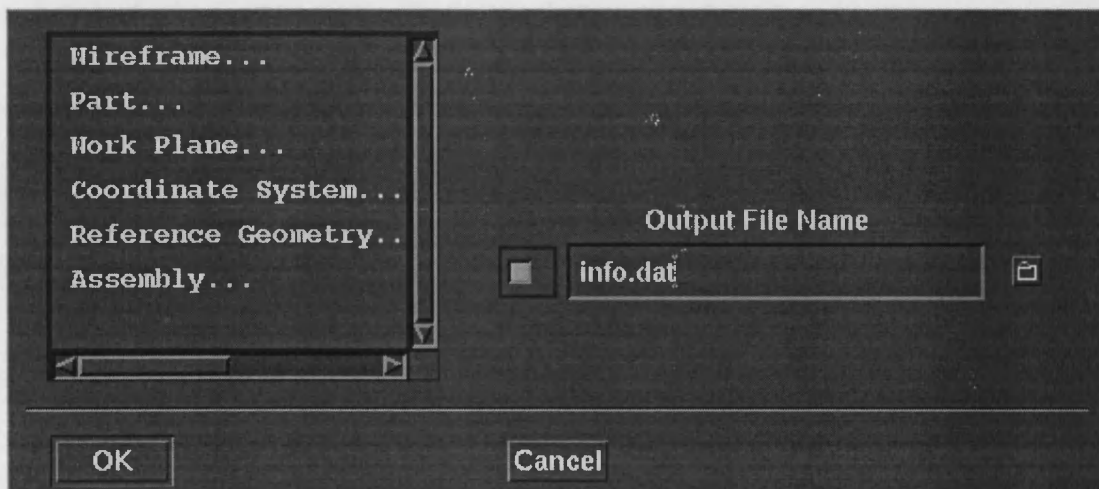 Wireframe...
Part...
Work Plane...
Coordinate System...
Reference Geometry..
Assembly...
Output File Name
info.dat
OK
Cancel